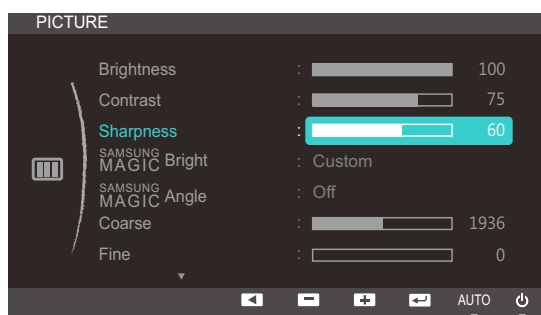 PICTURE
Brightness : 100
Contrast : 75
Sharpness : 60
SAMSUNG MAGIC Bright : Custom
SAMSUNG MAGIC Angle : Off
Coarse : 1936
Fine : 0
AUTO